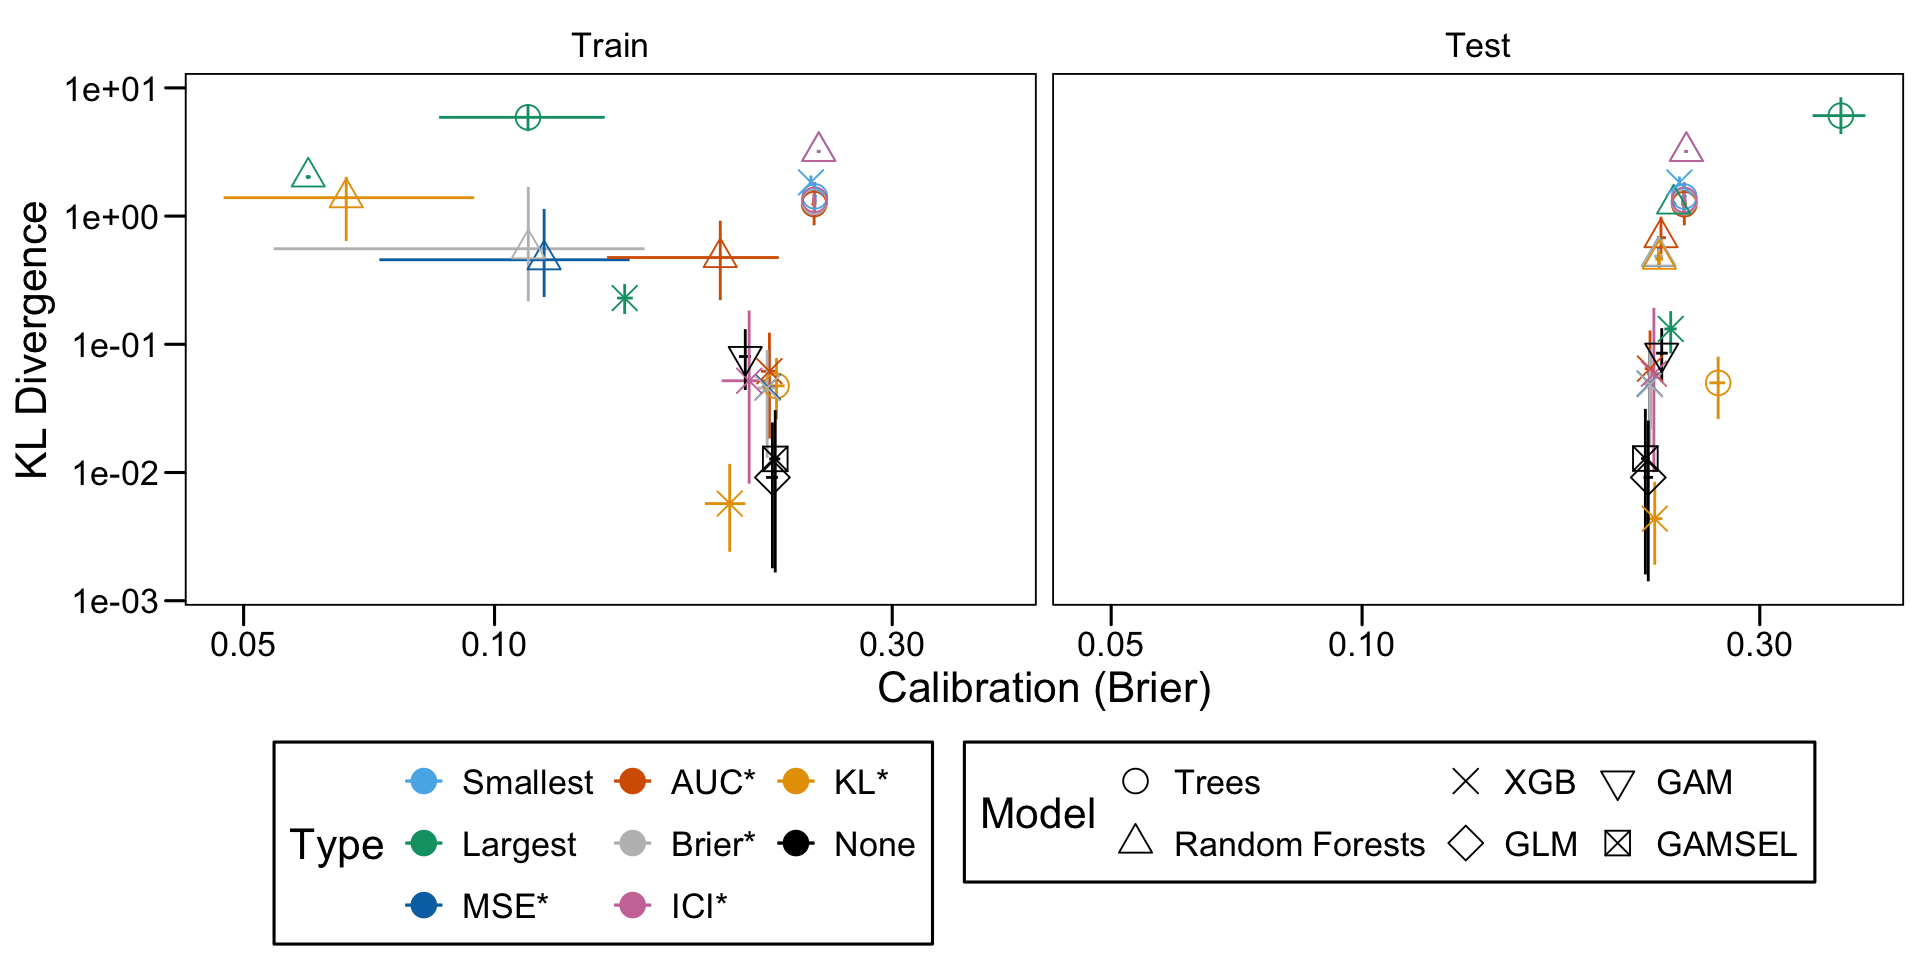 Train
Test
1e+01
1e+00
1e-01
1e-02
1e-03
KL Divergence
0.05
0.10
0.30
0.05
0.10
0.30
Calibration (Brier)
Type
Smallest
AUC*
KL*
Largest
Brier*
None
MSE*
ICI*
Model
Trees
XGB
GAM
Random Forests
GLM
GAMSEL